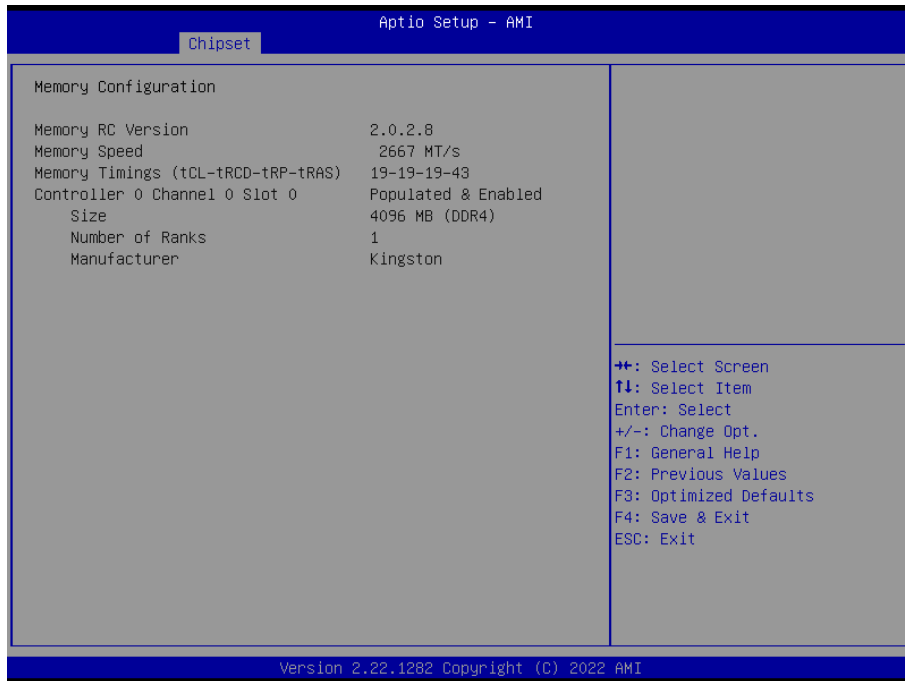 Aptio Setup – AMI
Chipset
Memory Configuration
Memory RC Version 2.0.2.8
Memory Speed 2667 MT/s
Memory Timings (tCL-tRCD-tRP-tRAS) 19-19-19-43
Controller 0 Channel 0 Slot 0 Populated & Enabled
Size 4096 MB (DDR4)
Number of Ranks 1
Manufacturer Kingston
→←: Select Screen
↑↓: Select Item
Enter: Select
+/-: Change Opt.
F1: General Help
F2: Previous Values
F3: Optimized Defaults
F4: Save & Exit
ESC: Exit
Version 2.22.1282 Copyright (C) 2022 AMI